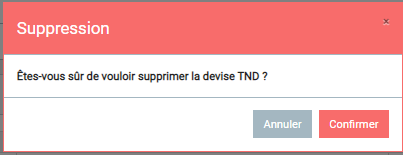 Suppression
×
Êtes-vous sûr de vouloir supprimer la devise TND ?
Annuler Confirmer